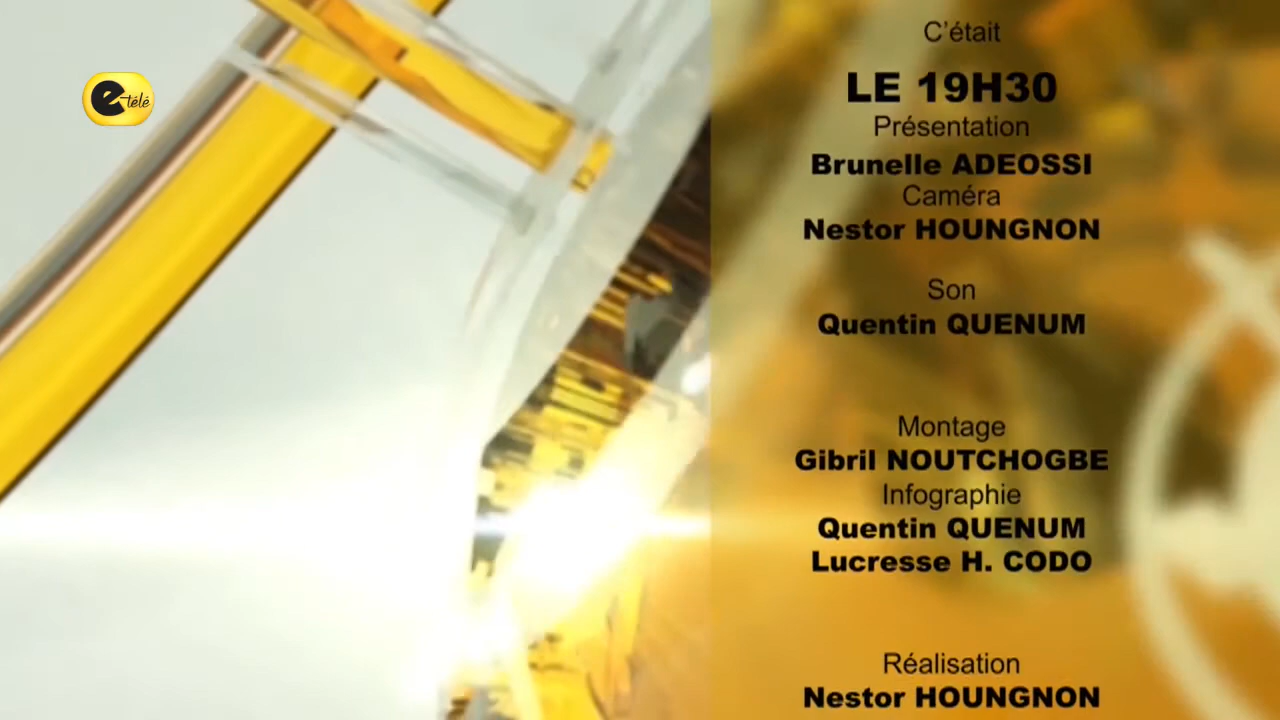 e-télé
C'était
LE 19H30
Présentation
Brunelle ADEOSSI
Caméra
Nestor HOUNGNON
Son
Quentin QUENUM
Montage
Gibril NOUTCHOGBE
Infographie
Quentin QUENUM
Lucresse H. CODO
Réalisation
Nestor HOUNGNON